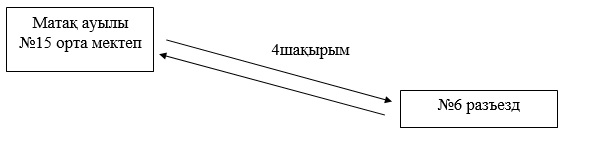 Матақ ауылы
№15 орта мектеп
4шақырым
№6 разъезд